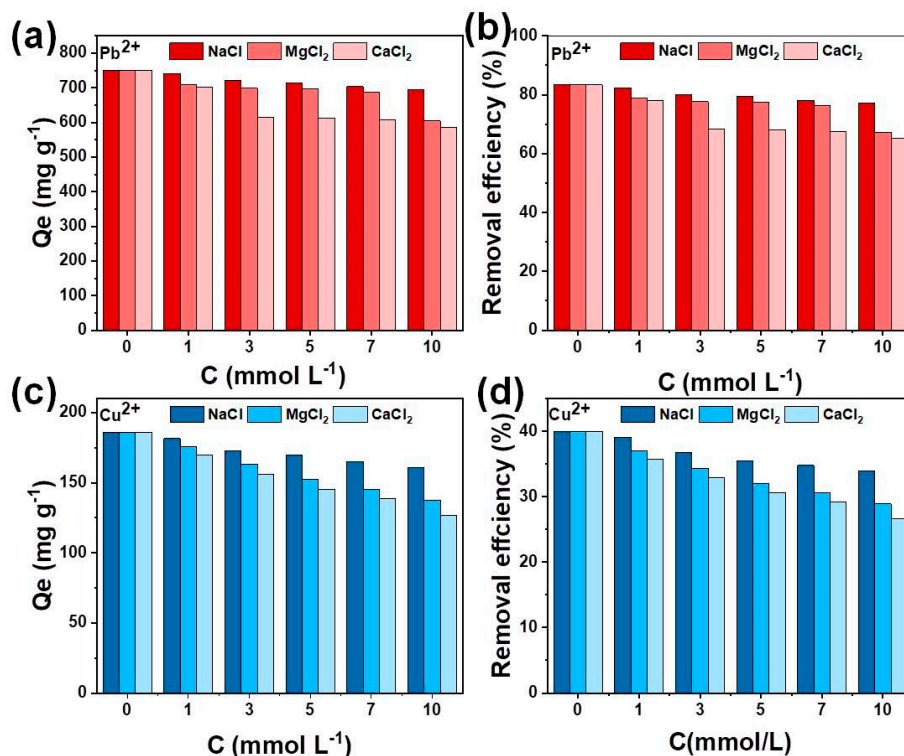 (a)
Pb2+
NaCl
MgCl2
CaCl2
800
700
600
500
400
300
200
100
0
Qe (mg g-1)
0 1 3 5 7 10
C (mmol L-1)
(b)
Pb2+
NaCl
MgCl2
CaCl2
100
80
60
40
20
0
Removal effciency (%)
0 1 3 5 7 10
C (mmol L-1)
(c)
Cu2+
NaCl
MgCl2
CaCl2
200
150
100
50
0
Qe (mg g-1)
0 1 3 5 7 10
C (mmol L-1)
(d)
Cu2+
NaCl
MgCl2
CaCl2
40
30
20
10
0
Removal effciency (%)
0 1 3 5 7 10
C(mmol/L)